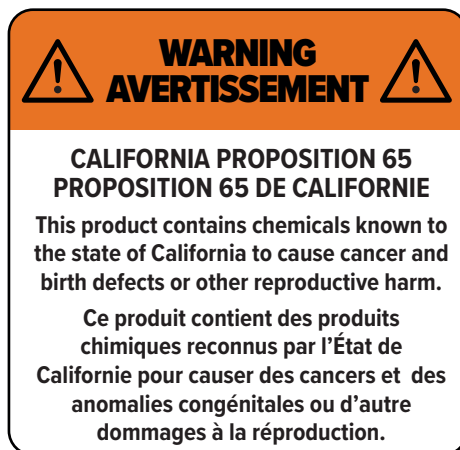 WARNING
AVERTISSEMENT
CALIFORNIA PROPOSITION 65
PROPOSITION 65 DE CALIFORNIE
This product contains chemicals known to
the state of California to cause cancer and
birth defects or other reproductive harm.
Ce produit contient des produits
chimiques reconnus par l’État de
Californie pour causer des cancers et des
anomalies congénitales ou d’autre
dommages à la réproduction.